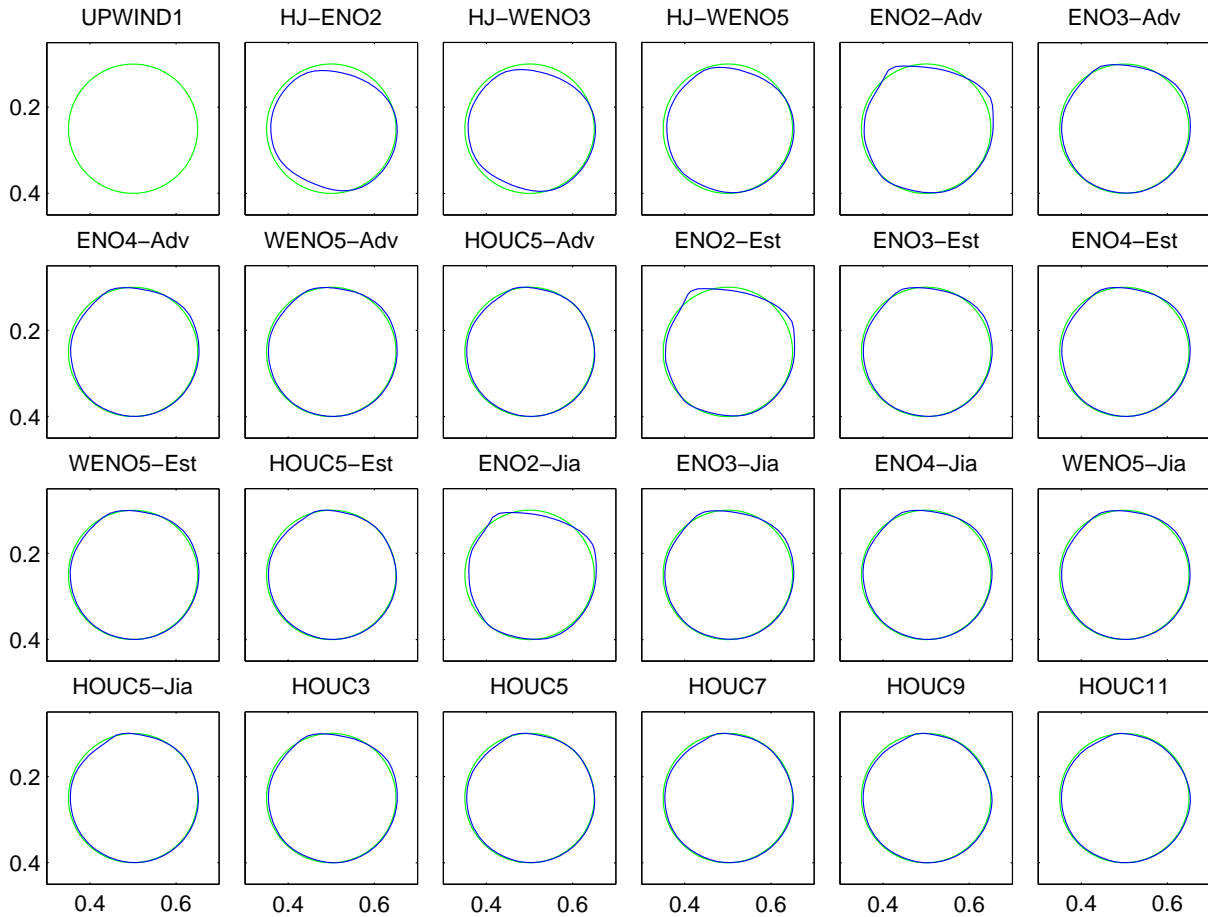 UPWIND1 HJ−ENO2 HJ−WENO3 HJ−WENO5 ENO2−Adv ENO3−Adv
0.2
0.4
ENO4−Adv WENO5−Adv HOUC5−Adv ENO2−Est ENO3−Est ENO4−Est
0.2
0.4
WENO5−Est HOUC5−Est ENO2−Jia ENO3−Jia ENO4−Jia WENO5−Jia
0.2
0.4
HOUC5−Jia HOUC3 HOUC5 HOUC7 HOUC9 HOUC11
0.2
0.4
0.4 0.6 0.4 0.6 0.4 0.6 0.4 0.6 0.4 0.6 0.4 0.6